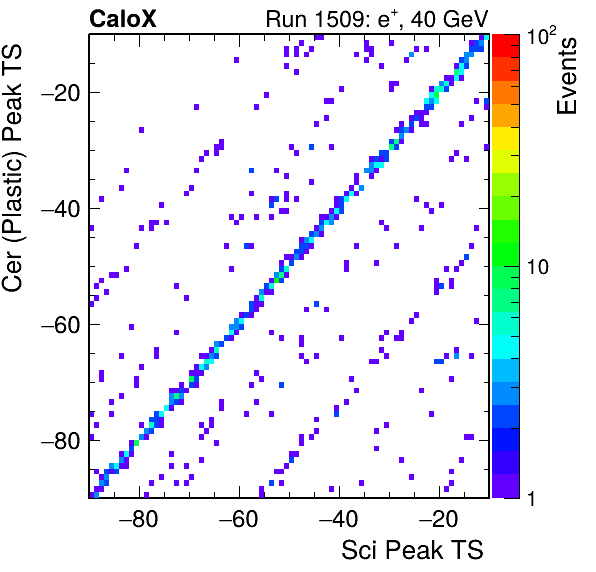 CaloX Run 1509: e⁺, 40 GeV
Cer (Plastic) Peak TS
−20
−40
−60
−80
−80 −60 −40 −20
Sci Peak TS
10²
10
1
Events